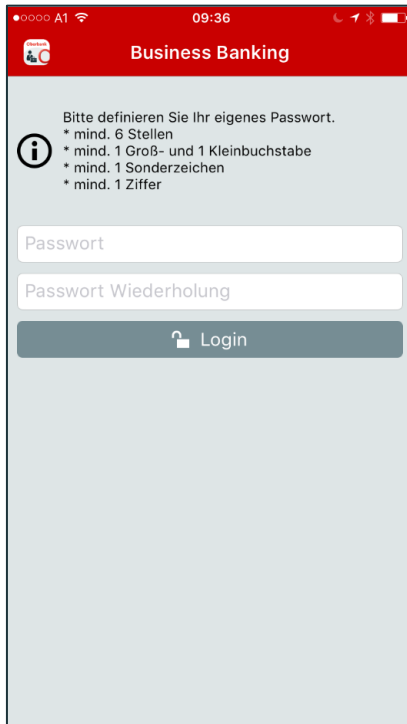 A1 09:36
Oberbank
Business Banking
Bitte definieren Sie Ihr eigenes Passwort.
* mind. 6 Stellen
* mind. 1 Groß- und 1 Kleinbuchstabe
* mind. 1 Sonderzeichen
* mind. 1 Ziffer
Passwort
Passwort Wiederholung
Login